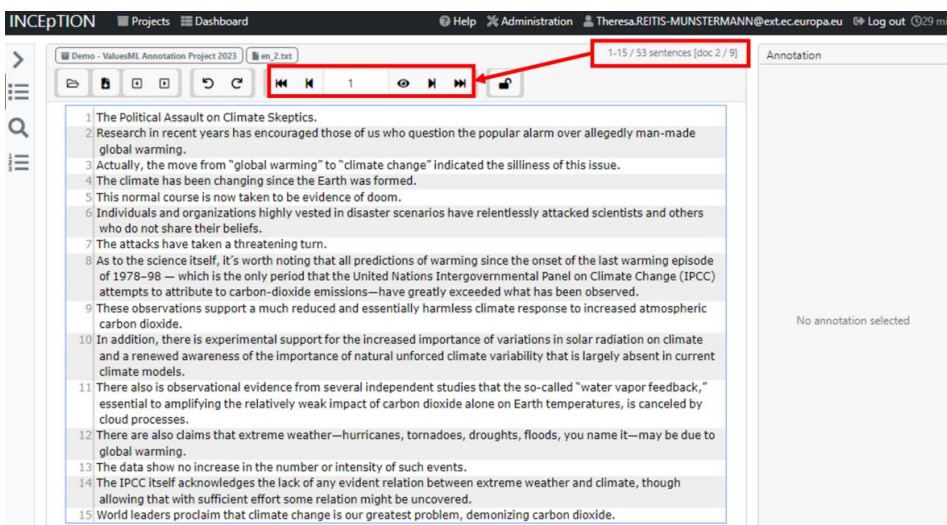 INCEpTION Projects Dashboard Help Administration Theresa.REITIS-MUNSTERMANN@ext.ec.europa.eu Log out 29 mi
Demo - ValuesML Annotation Project 2023 en_2.txt 1-15 / 53 sentences [doc 2 / 9] Annotation
1
1 The Political Assault on Climate Skeptics.
2 Research in recent years has encouraged those of us who question the popular alarm over allegedly man-made
global warming.
3 Actually, the move from "global warming" to "climate change" indicated the silliness of this issue.
4 The climate has been changing since the Earth was formed.
5 This normal course is now taken to be evidence of doom.
6 Individuals and organizations highly vested in disaster scenarios have relentlessly attacked scientists and others
who do not share their beliefs.
7 The attacks have taken a threatening turn.
8 As to the science itself, it's worth noting that all predictions of warming since the onset of the last warming episode
of 1978–98 — which is the only period that the United Nations Intergovernmental Panel on Climate Change (IPCC)
attempts to attribute to carbon-dioxide emissions—have greatly exceeded what has been observed.
9 These observations support a much reduced and essentially harmless climate response to increased atmospheric
carbon dioxide.
10 In addition, there is experimental support for the increased importance of variations in solar radiation on climate
and a renewed awareness of the importance of natural unforced climate variability that is largely absent in current
climate models.
11 There also is observational evidence from several independent studies that the so-called "water vapor feedback,"
essential to amplifying the relatively weak impact of carbon dioxide alone on Earth temperatures, is canceled by
cloud processes.
12 There are also claims that extreme weather—hurricanes, tornadoes, droughts, floods, you name it—may be due to
global warming.
13 The data show no increase in the number or intensity of such events.
14 The IPCC itself acknowledges the lack of any evident relation between extreme weather and climate, though
allowing that with sufficient effort some relation might be uncovered.
15 World leaders proclaim that climate change is our greatest problem, demonizing carbon dioxide.
No annotation selected